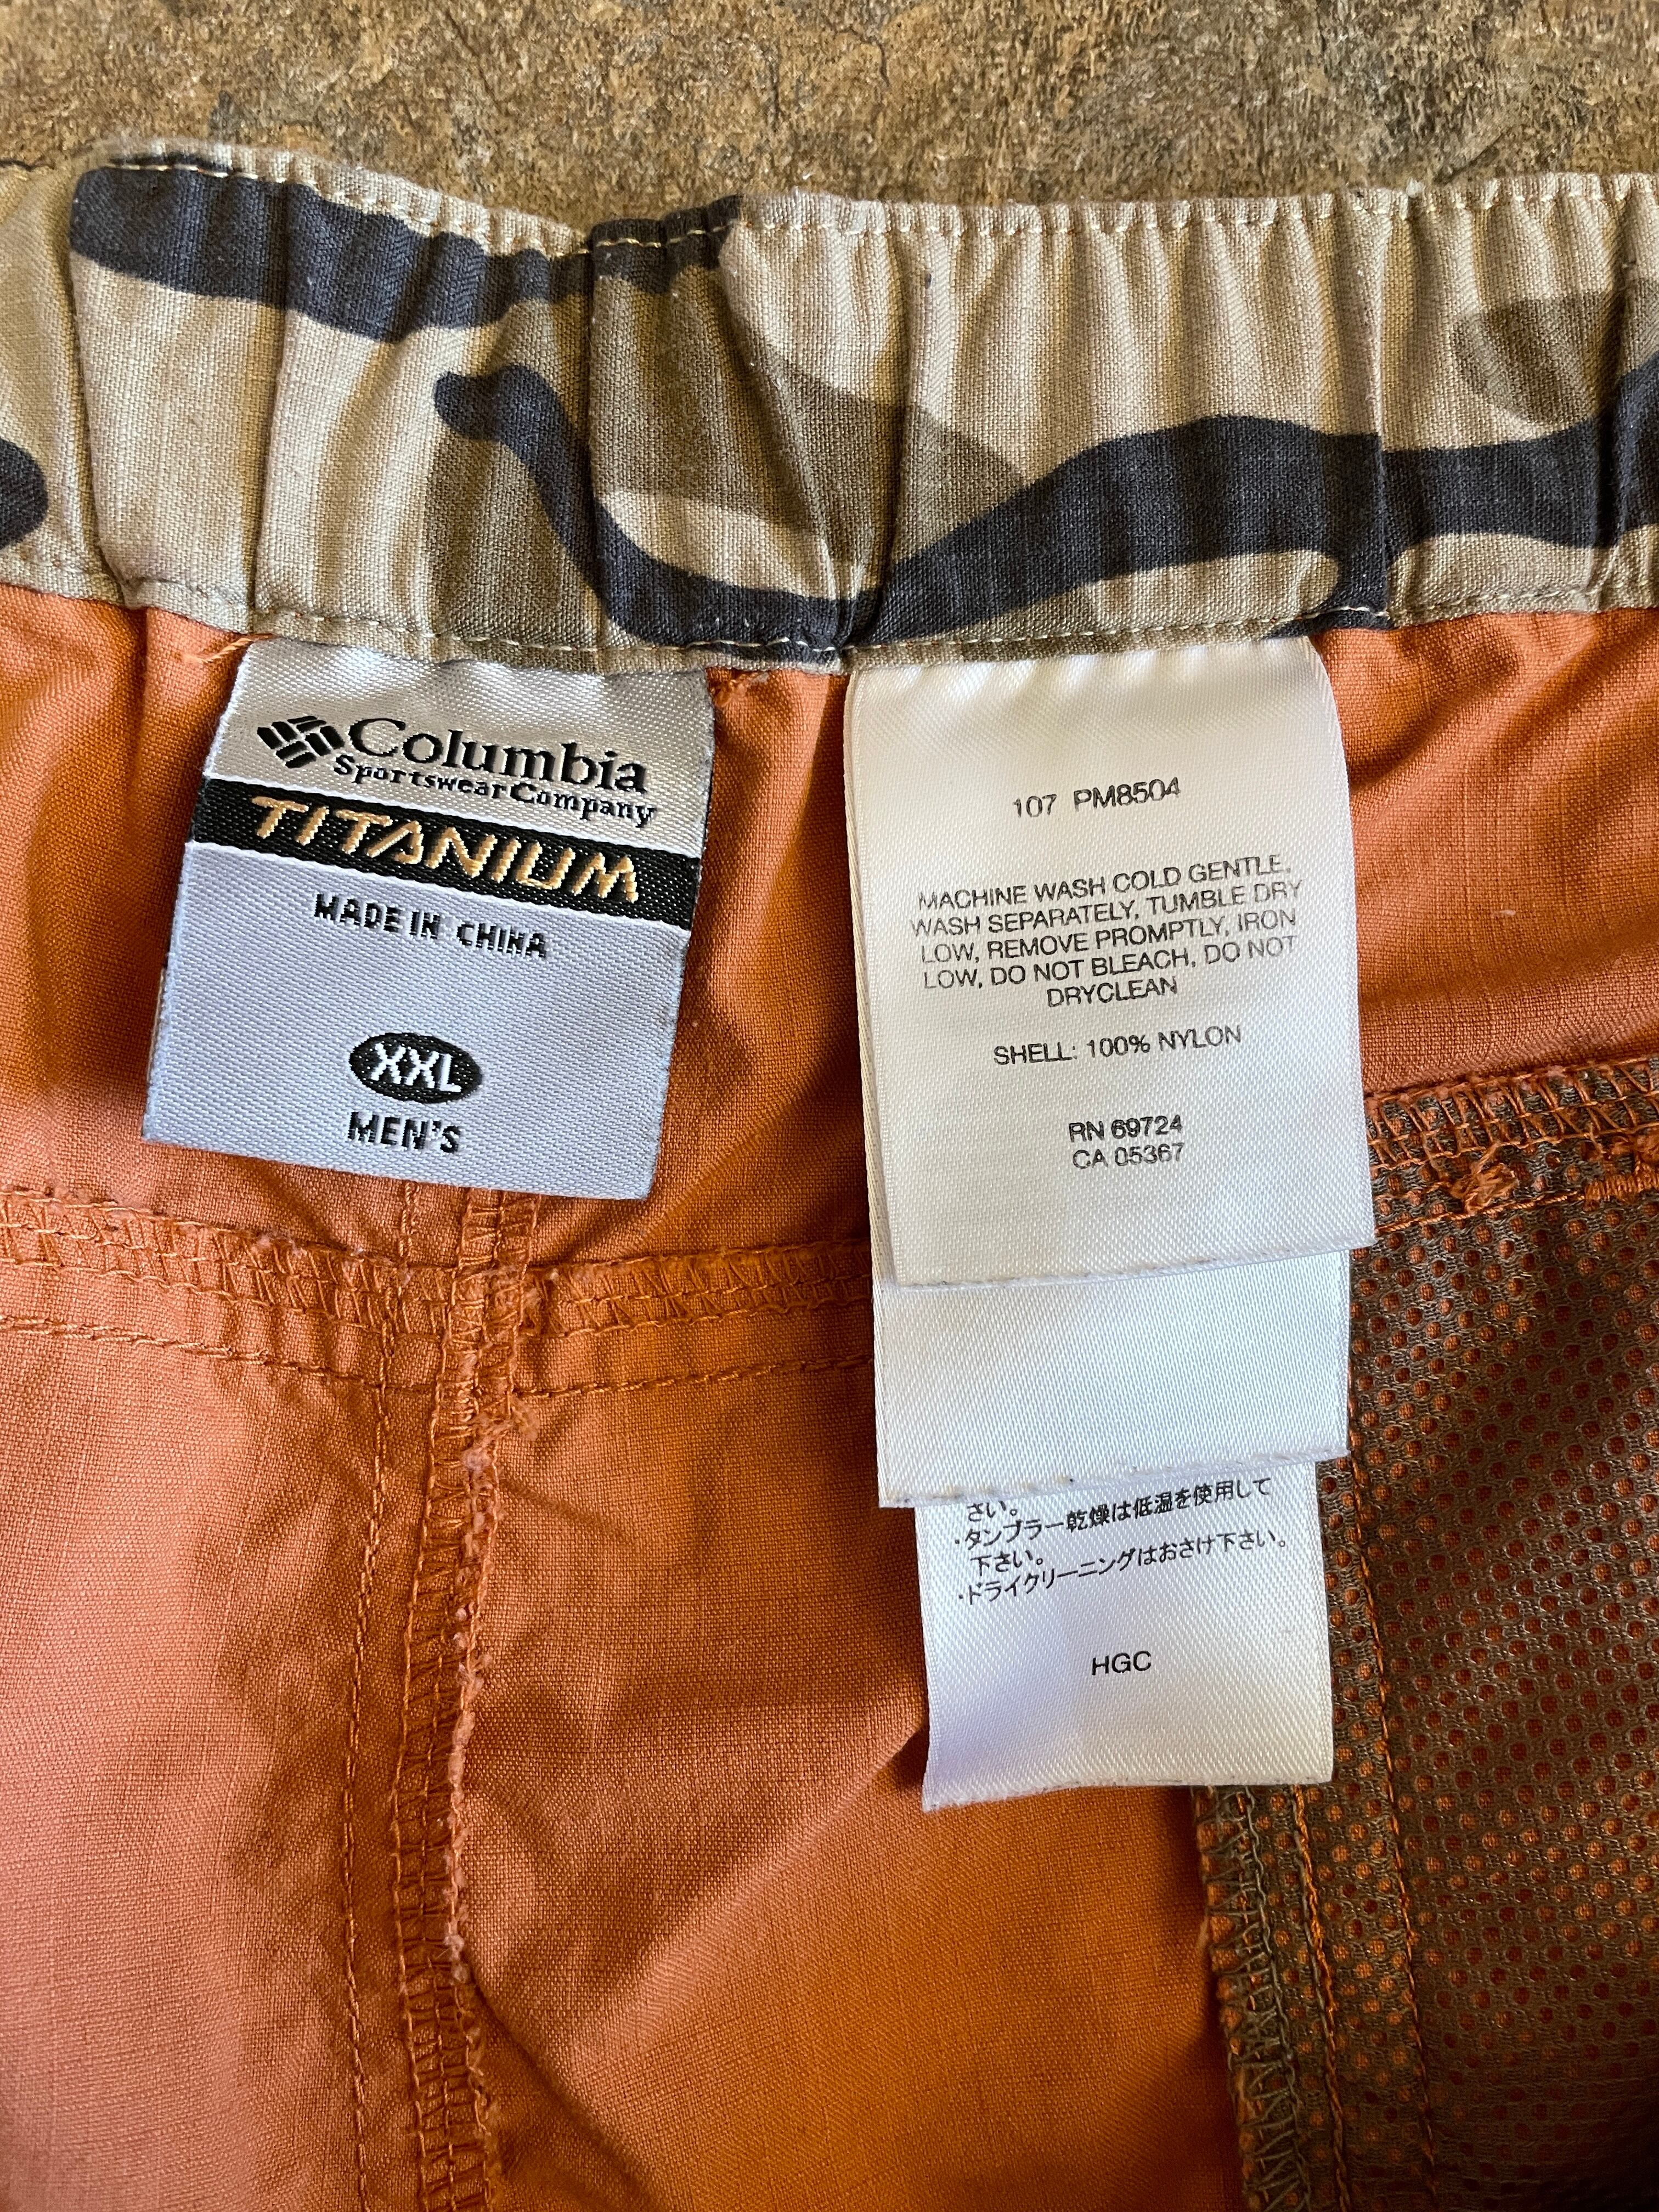 Columbia
Sportswear Company
TITANIUM
MADE IN CHINA
XXL
MEN'S
107 PM8504
MACHINE WASH COLD GENTLE,
WASH SEPARATELY, TUMBLE DRY
LOW, REMOVE PROMPTLY, IRON
LOW, DO NOT BLEACH, DO NOT
DRYCLEAN
SHELL: 100% NYLON
RN 69724
CA 05367
さい。
・タンブラー乾燥は低温を使用して
下さい。
・ドライクリーニングはおさけ下さい。
HGC